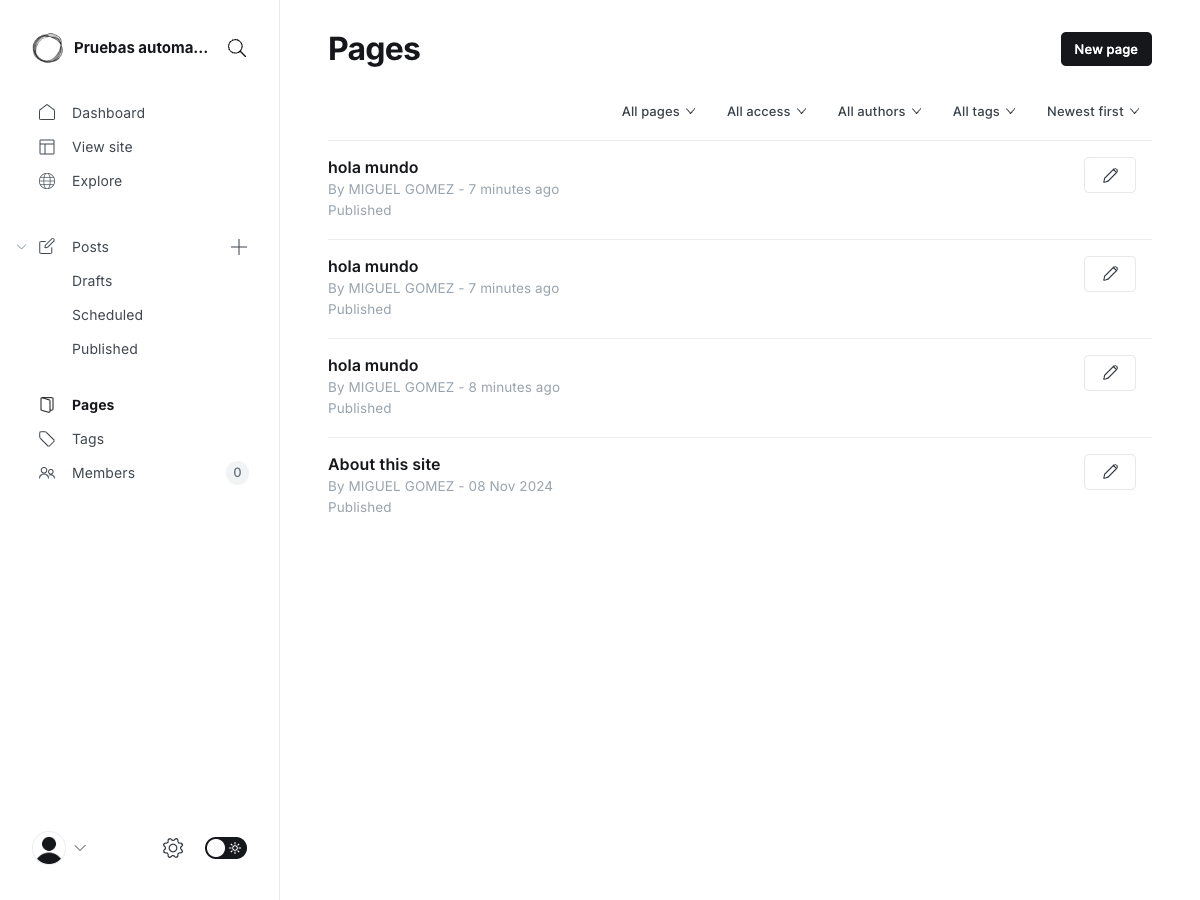 Pruebas automa...
Dashboard
View site
Explore
Posts
Drafts
Scheduled
Published
Pages
Tags
Members 0
Pages
New page
All pages All access All authors All tags Newest first
hola mundo
By MIGUEL GOMEZ - 7 minutes ago
Published
hola mundo
By MIGUEL GOMEZ - 7 minutes ago
Published
hola mundo
By MIGUEL GOMEZ - 8 minutes ago
Published
About this site
By MIGUEL GOMEZ - 08 Nov 2024
Published